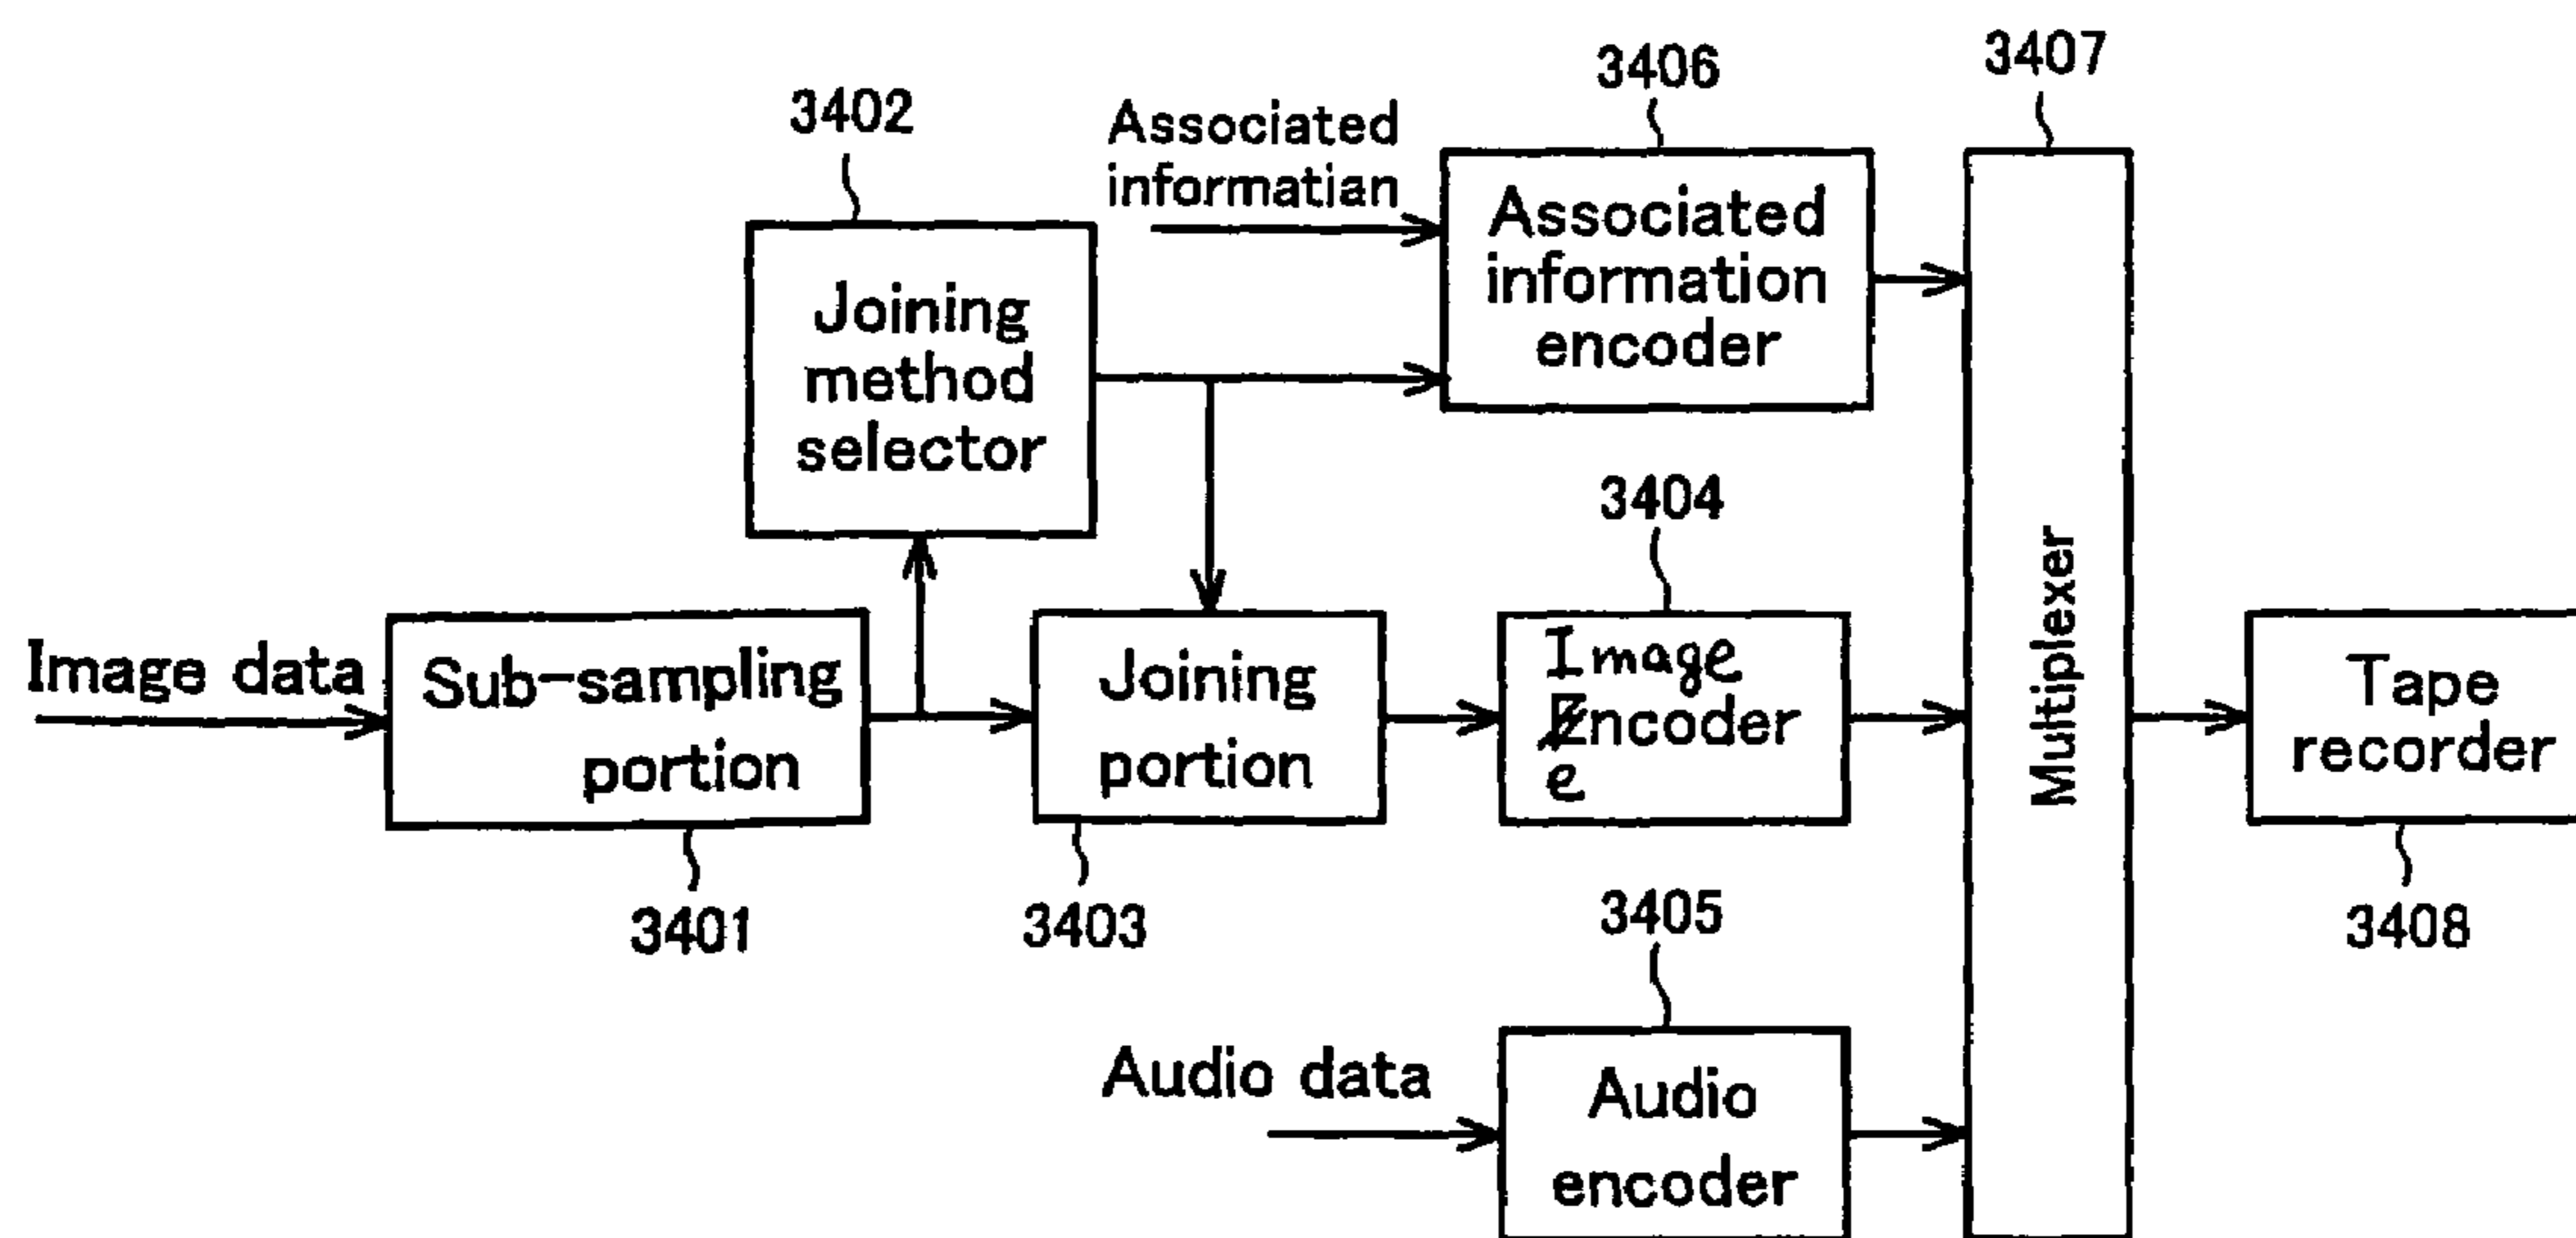 3407
3406
3402
Associated
informatian
Associated
information
encoder
Joining
method
selector
3404
Image data
Sub-sampling
portion
Joining
portion
Image
Encoder
e
Multiplexer
Tape
recorder
3401
3403
3405
3408
Audio data
Audio
encoder